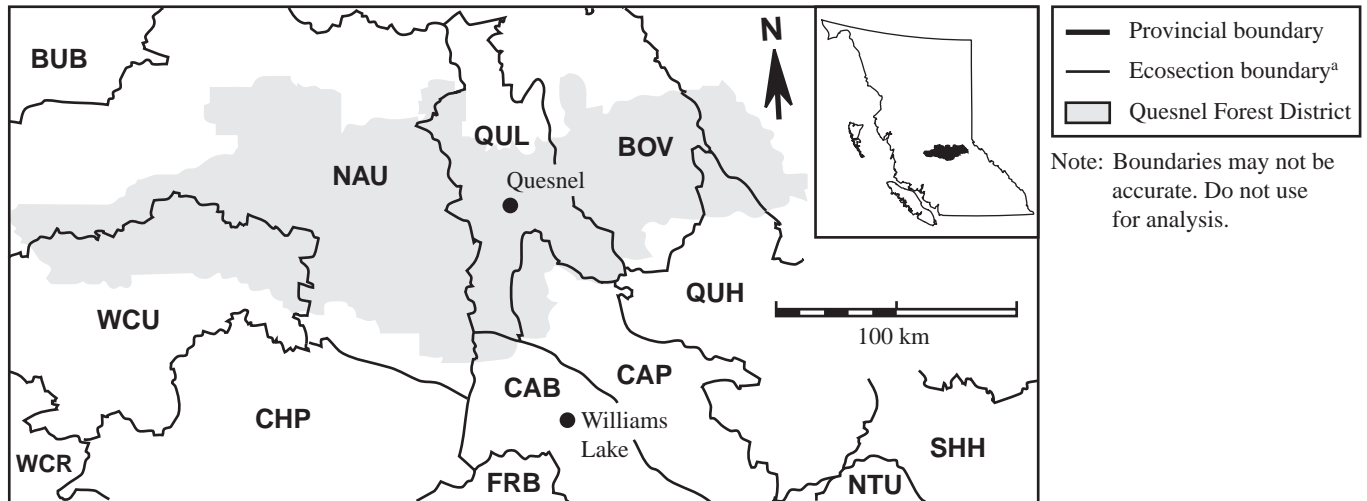 BUB
N
QUL
BOV
NAU
Quesnel
QUH
WCU
100 km
CAP
CAB
CHP
Williams
Lake
SHH
WCR
FRB
NTU
Provincial boundary
Ecosection boundaryᵃ
Quesnel Forest District
Note: Boundaries may not be
accurate. Do not use
for analysis.